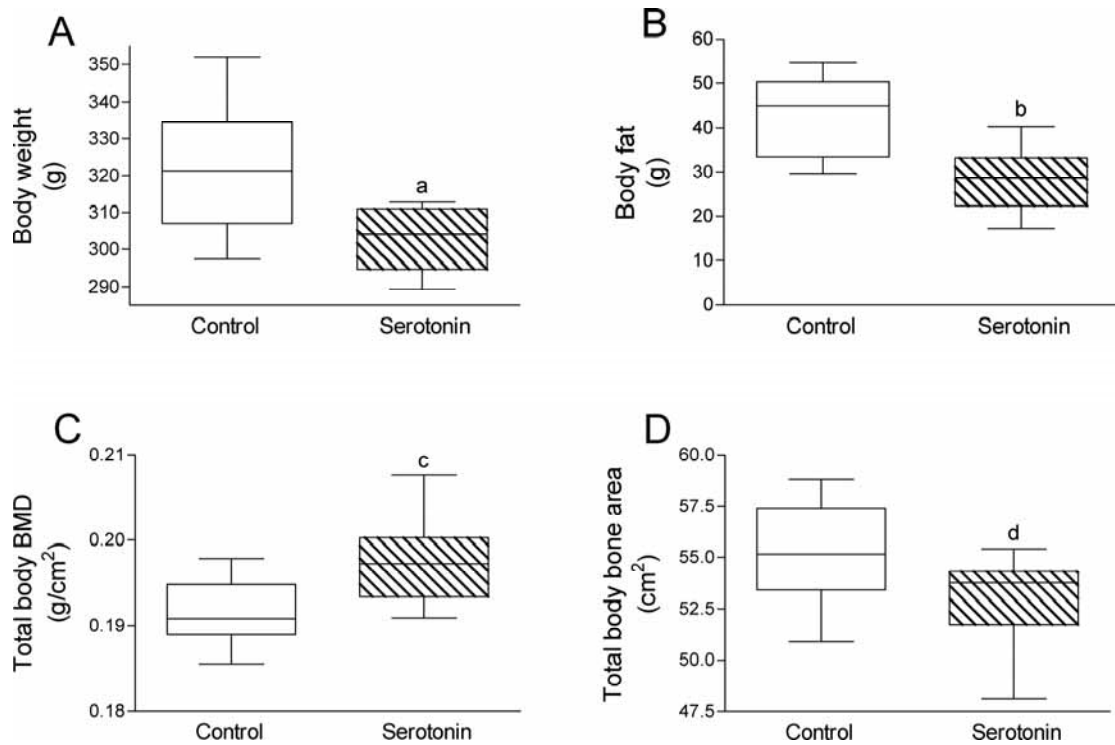 A
Body weight
(g)
350
340
330
320
310
300
290
a
Control Serotonin
B
Body fat
(g)
60
50
40
30
20
10
0
b
Control Serotonin
C
Total body BMD
(g/cm²)
0.21
0.20
0.19
0.18
c
Control Serotonin
D
Total body bone area
(cm²)
60.0
57.5
55.0
52.5
50.0
47.5
d
Control Serotonin